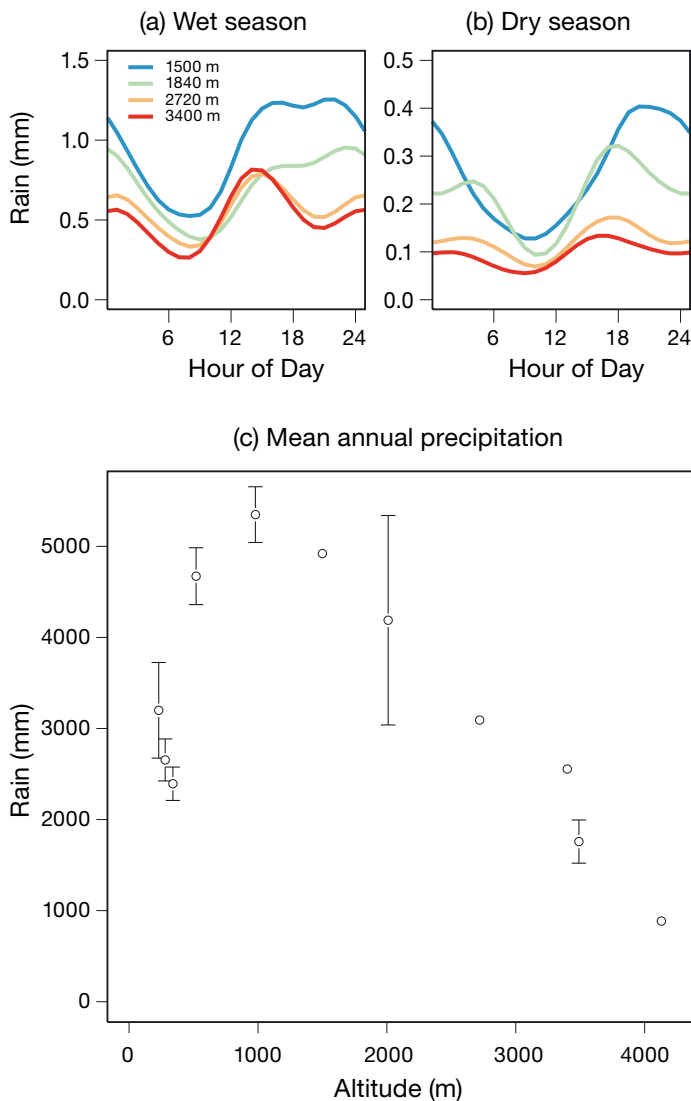 (a) Wet season
(b) Dry season
Rain (mm)
1.5
1.0
0.5
0.0
1500 m
1840 m
2720 m
3400 m
6 12 18 24
Hour of Day
0.5
0.4
0.3
0.2
0.1
0.0
6 12 18 24
Hour of Day
(c) Mean annual precipitation
Rain (mm)
5000
4000
3000
2000
1000
0
0 1000 2000 3000 4000
Altitude (m)